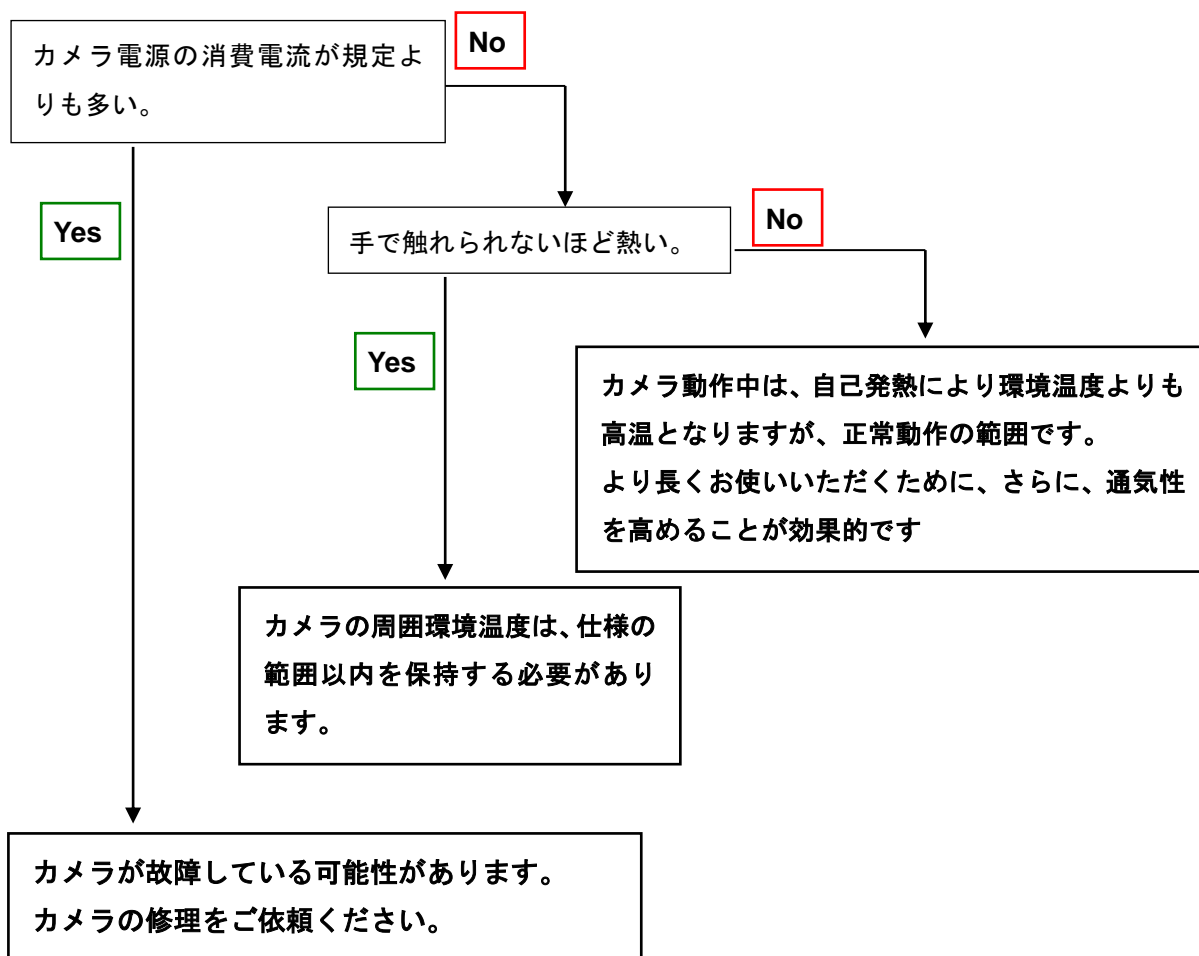 カメラ電源の消費電流が規定よ
りも多い。
No
Yes
手で触れられないほど熱い。
No
Yes
カメラ動作中は、自己発熱により環境温度よりも
高温となりますが、正常動作の範囲です。
より長くお使いいただくために、さらに、通気性
を高めることが効果的です
カメラの周囲環境温度は、仕様の
範囲以内を保持する必要があり
ます。
カメラが故障している可能性があります。
カメラの修理をご依頼ください。